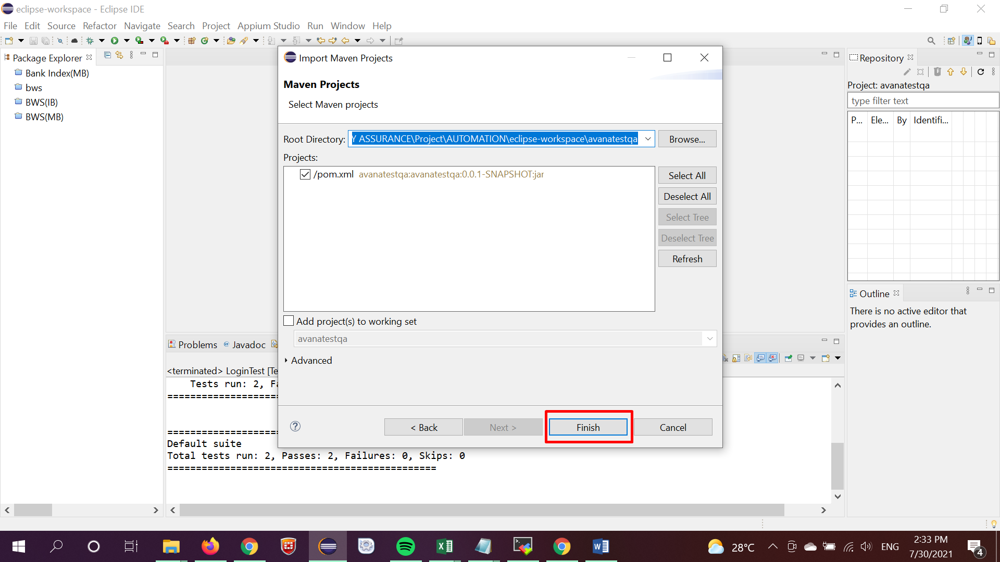 eclipse-workspace - Eclipse IDE
File Edit Source Refactor Navigate Search Project Appium Studio Run Window Help
Package Explorer
Bank Index(MB)
bws
BWS(IB)
BWS(MB)
Import Maven Projects
Maven Projects
Select Maven projects
Root Directory: Y ASSURANCE\Project\AUTOMATION\eclipse-workspace\avanatestqa Browse...
Projects:
/pom.xml avanatestqa:avanatestqa:0.0.1-SNAPSHOT:jar
Select All
Deselect All
Select Tree
Deselect Tree
Refresh
Add project(s) to working set
avanatestqa
Advanced
< Back Next > Finish Cancel
Repository
Project: avanatestqa
type filter text
P... Ele... By Identifi...
Outline
There is no active editor that
provides an outline.
Problems @ Javadoc
<terminated> LoginTest [Te
Tests run: 2, Fa
====================
====================
Default suite
Total tests run: 2, Passes: 2, Failures: 0, Skips: 0
===============================================
28°C ENG 2:33 PM
7/30/2021
4